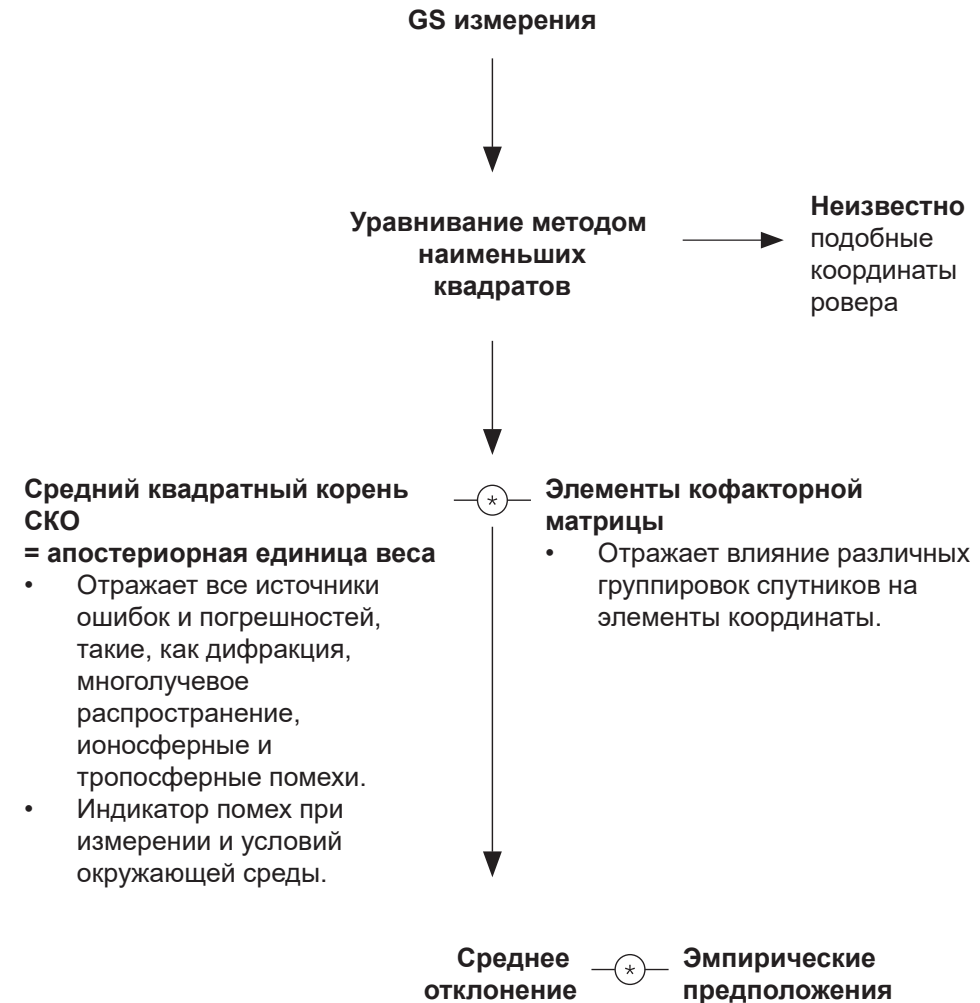 GS измерения
Уравнивание методом
наименьших
квадратов
Неизвестно
подобные
координаты
ровера
Средний квадратный корень
СКО
= апостериорная единица веса
• Отражает все источники
ошибок и погрешностей,
такие, как дифракция,
многолучевое
распространение,
ионосферные и
тропосферные помехи.
• Индикатор помех при
измерении и условий
окружающей среды.
*
Элементы кофакторной
матрицы
• Отражает влияние различных
группировок спутников на
элементы координаты.
Среднее
отклонение
*
Эмпирические
предположения